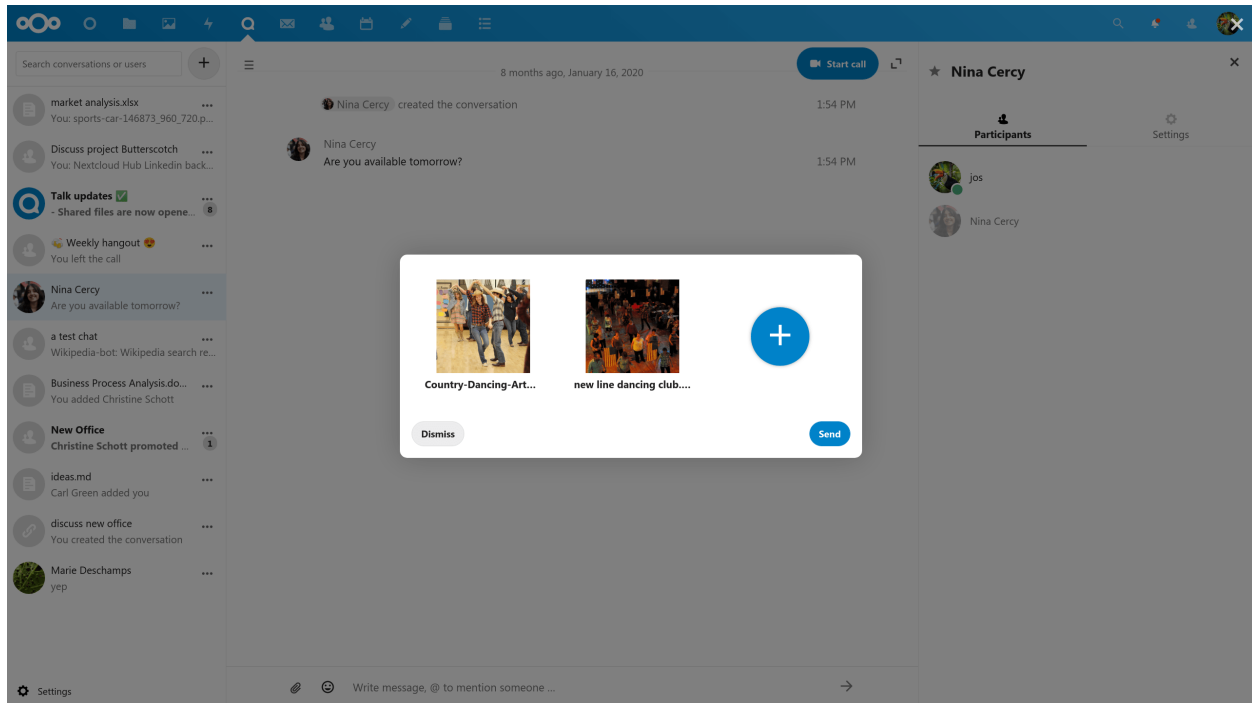 Search conversations or users
market analysis.xlsx
You: sports-car-146873_960_720.p...
Discuss project Butterscotch
You: Nextcloud Hub Linkedin back...
Talk updates ✅
- Shared files are now opene...
8
👏 Weekly hangout 😍
You left the call
Nina Cercy
Are you available tomorrow?
a test chat
Wikipedia-bot: Wikipedia search re...
Business Process Analysis.do...
You added Christine Schott
New Office
Christine Schott promoted ...
1
ideas.md
Carl Green added you
discuss new office
You created the conversation
Marie Deschamps
yep
Settings
8 months ago, January 16, 2020
Start call
Nina Cercy created the conversation
1:54 PM
Nina Cercy
Are you available tomorrow?
1:54 PM
Country-Dancing-Art...
new line dancing club....
Dismiss
Send
Write message, @ to mention someone ...
Nina Cercy
Participants
Settings
jos
Nina Cercy